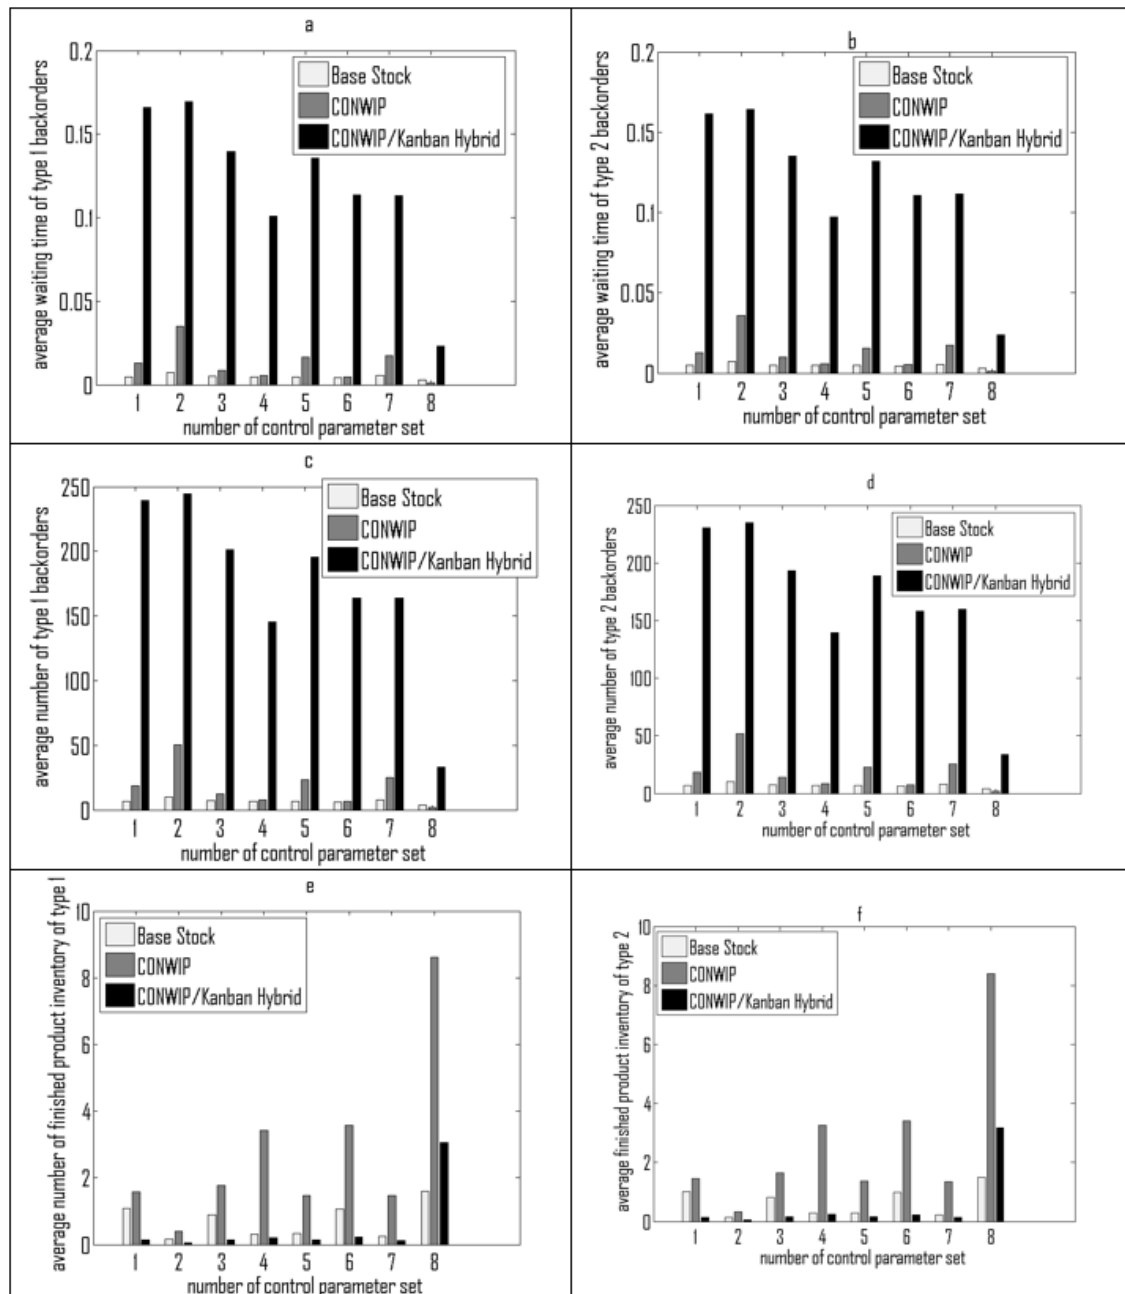 a
average waiting time of type 1 backorders
0.2
0.15
0.1
0.05
0
Base Stock
CONWIP
CONWIP/Kanban Hybrid
1 2 3 4 5 6 7 8
number of control parameter set
b
average waiting time of type 2 backorders
0.2
0.15
0.1
0.05
0
Base Stock
CONWIP
CONWIP/Kanban Hybrid
1 2 3 4 5 6 7 8
number of control parameter set
c
average number of type 1 backorders
250
200
150
100
50
0
Base Stock
CONWIP
CONWIP/Kanban Hybrid
1 2 3 4 5 6 7 8
number of control parameter set
d
average number of type 2 backorders
250
200
150
100
50
0
Base Stock
CONWIP
CONWIP/Kanban Hybrid
1 2 3 4 5 6 7 8
number of control parameter set
e
average number of finished product inventory of type 1
10
8
6
4
2
0
Base Stock
CONWIP
CONWIP/Kanban Hybrid
1 2 3 4 5 6 7 8
number of control parameter set
f
average finished product inventory of type 2
10
8
6
4
2
0
Base Stock
CONWIP
CONWIP/Kanban Hybrid
1 2 3 4 5 6 7 8
number of control parameter set